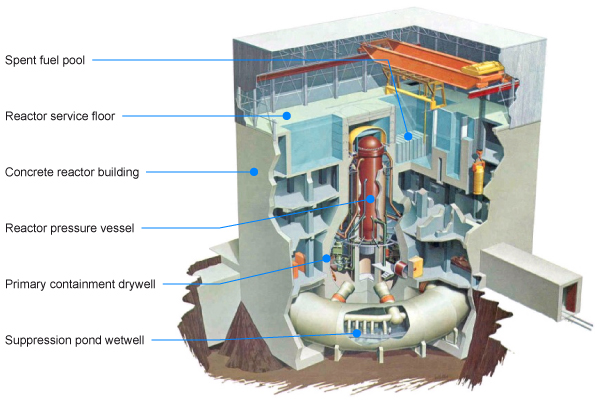 Spent fuel pool
Reactor service floor
Concrete reactor building
Reactor pressure vessel
Primary containment drywell
Suppression pond wetwell